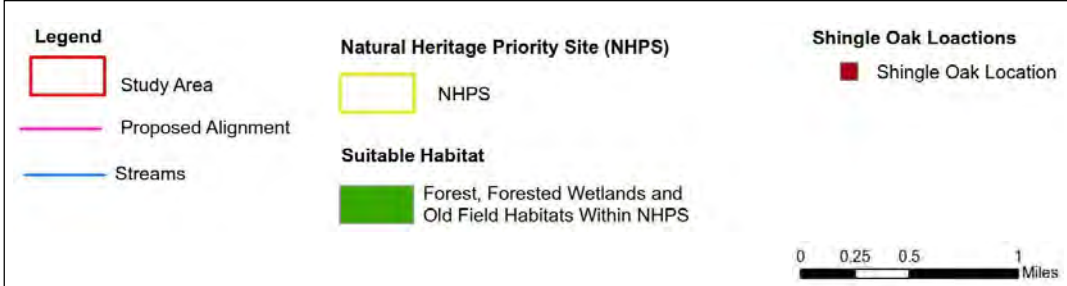 Legend
Study Area
Proposed Alignment
Streams
Natural Heritage Priority Site (NHPS)
NHPS
Suitable Habitat
Forest, Forested Wetlands and
Old Field Habitats Within NHPS
Shingle Oak Loactions
Shingle Oak Location
0 0.25 0.5 1
Miles